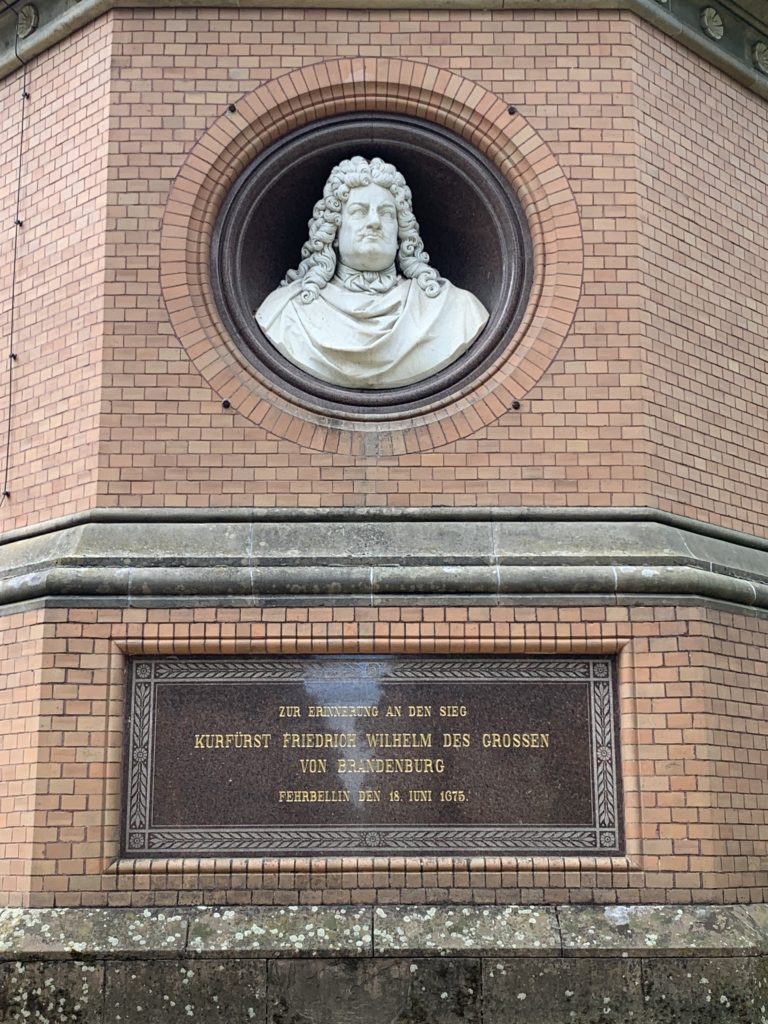 ZUR ERINNERUNG AN DEN SIEG
KURFÜRST FRIEDRICH WILHELM DES GROSSEN
VON BRANDENBURG
FEHRBELLIN DEN 18. JUNI 1675.